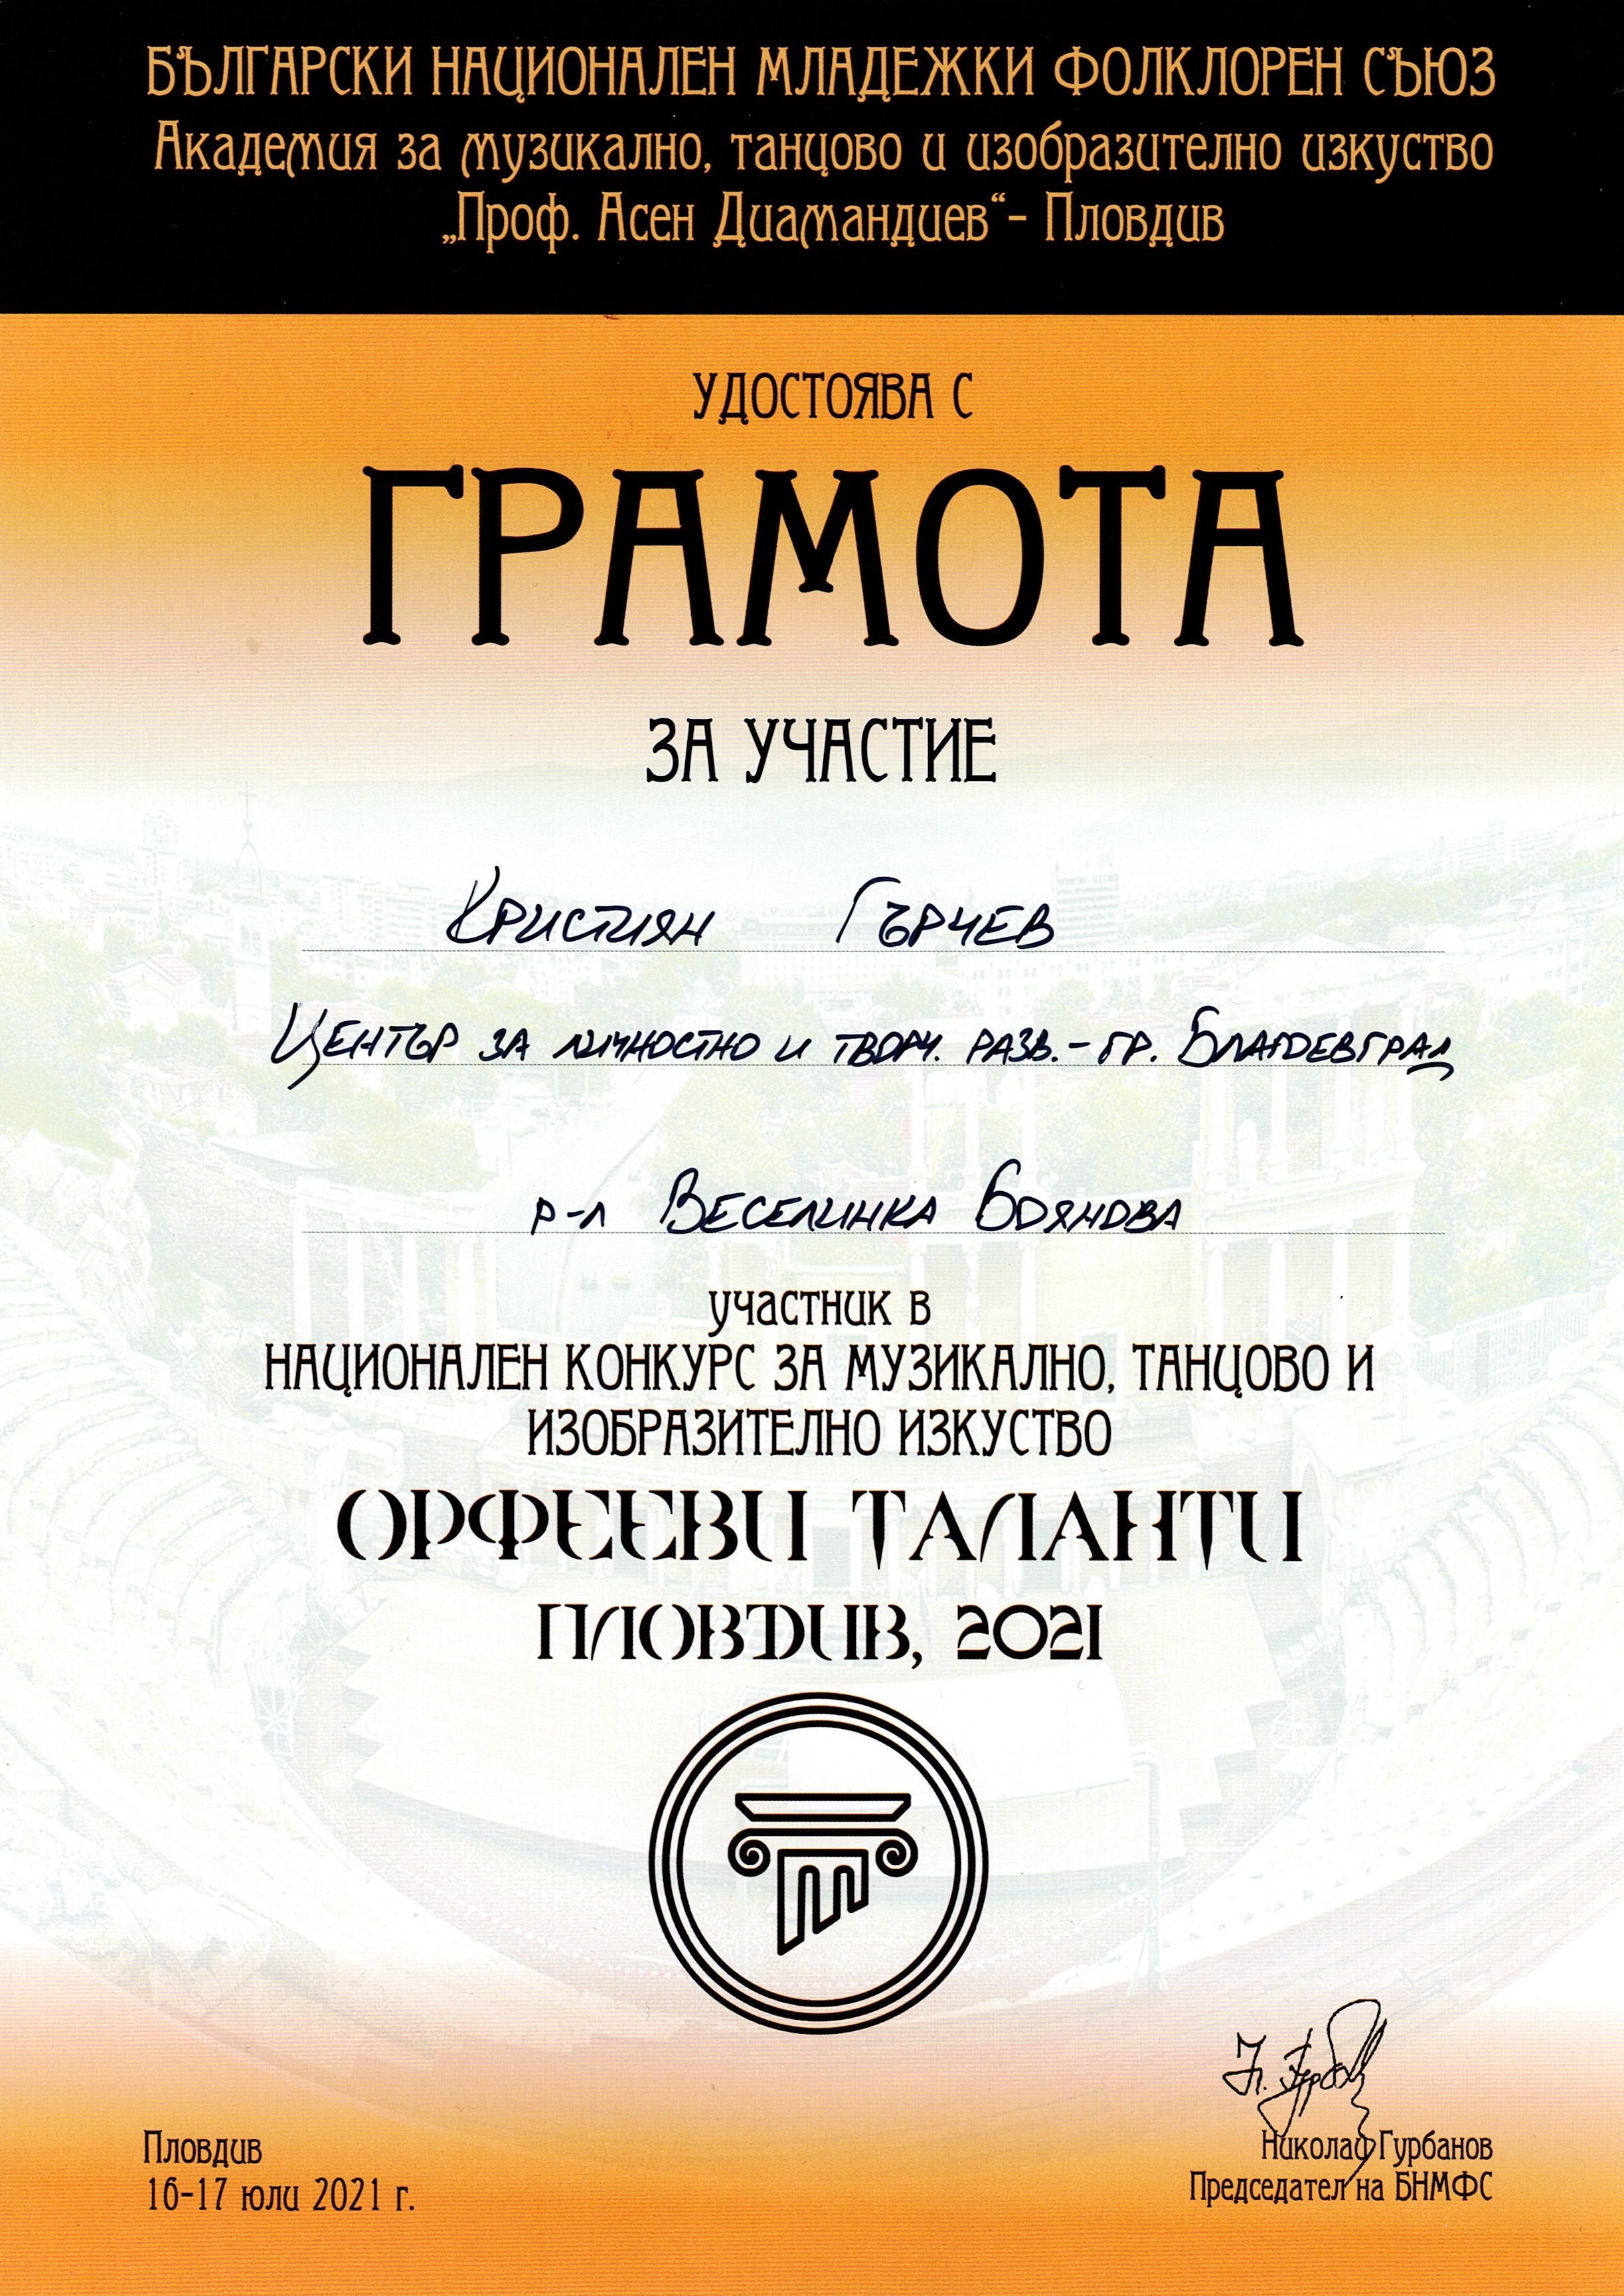 БЪЛГАРСКИ НАЦИОНАЛЕН МЛАДЕЖКИ ФОЛКЛОРЕН СЪЮЗ
Академия за музикално, танцово и изобразително изкуство
„Проф. Асен Диамандиев“- Пловдив
УДОСТОЯВА С
ГРАМОТА
ЗА УЧАСТИЕ
Кристиян Гърчев
Център за личностно и творч. разв.-гр. Благоевград
р-л Веселинка Боянова
участник в
НАЦИОНАЛЕН КОНКУРС ЗА МУЗИКАЛНО, ТАНЦОВО И
ИЗОБРАЗИТЕЛНО ИЗКУСТВО
ОРФЕЕВИ ТАЛАНТИ
ПЛОВДИВ, 2021
Пловдив
16-17 юли 2021 г.
Николай Гурбанов
Председател на БНМФС